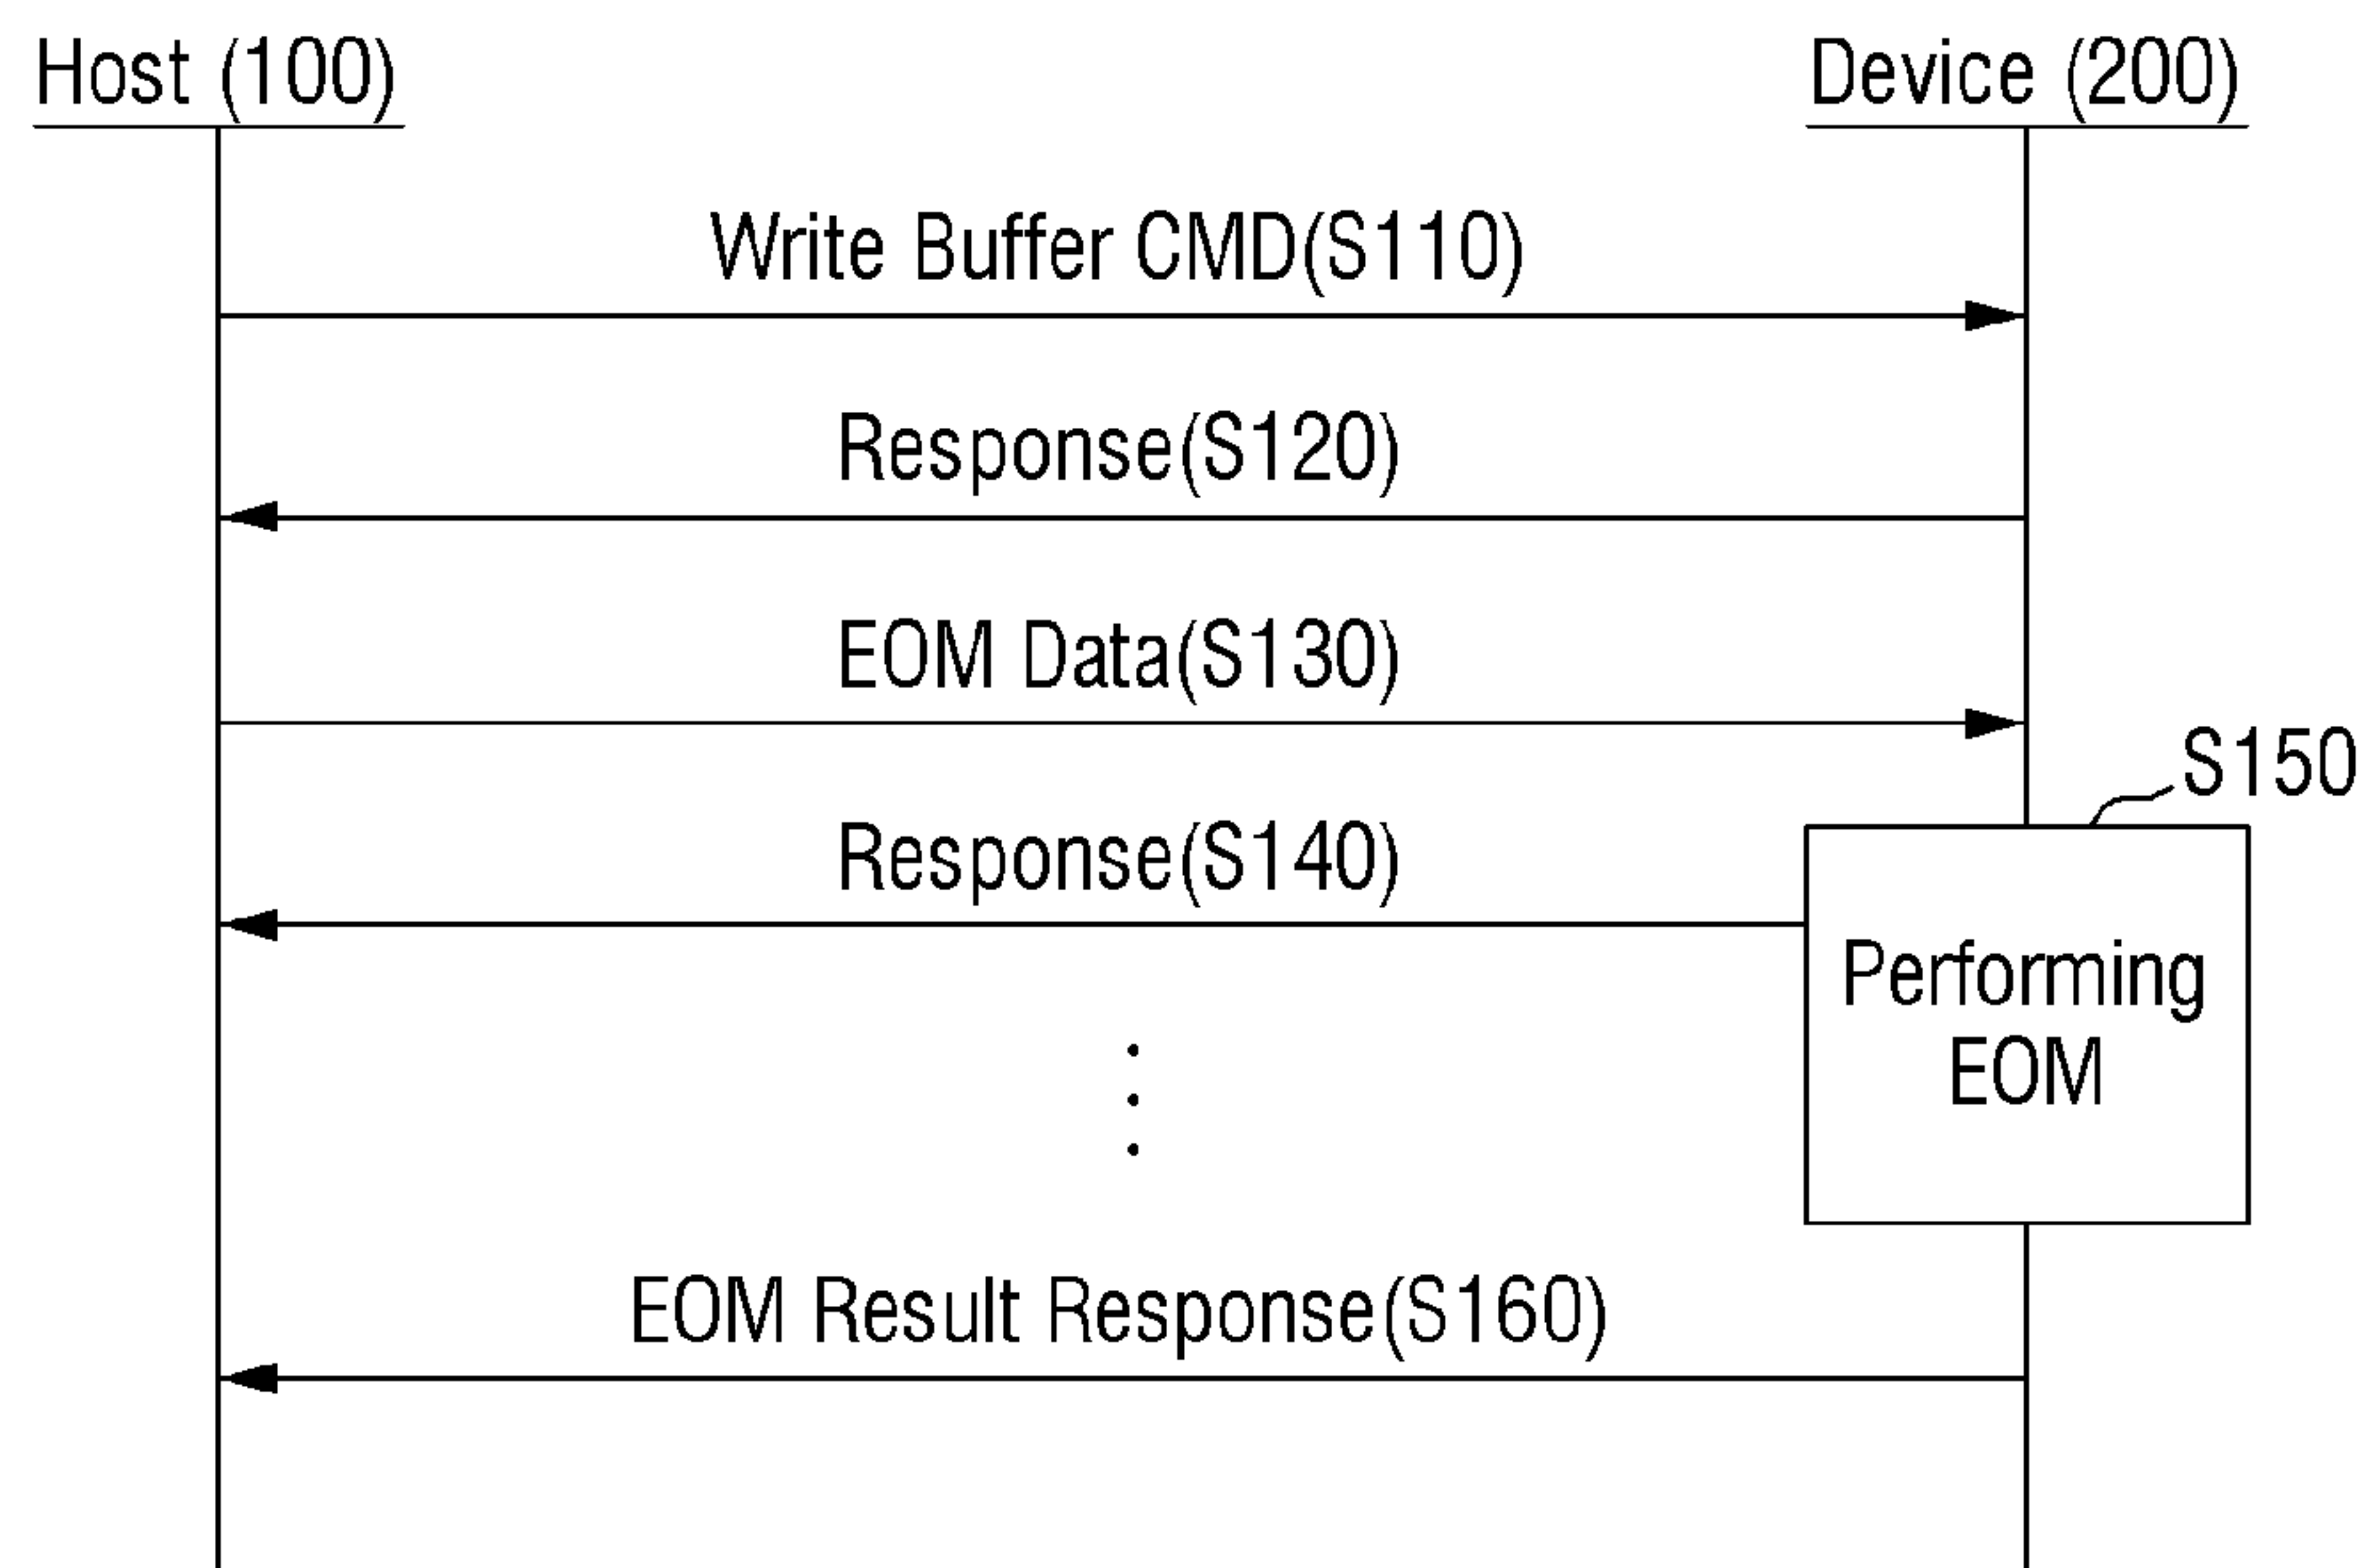 Host (100)
Device (200)
Write Buffer CMD(S110)
Response(S120)
EOM Data(S130)
S150
Response(S140)
Performing
EOM
EOM Result Response(S160)